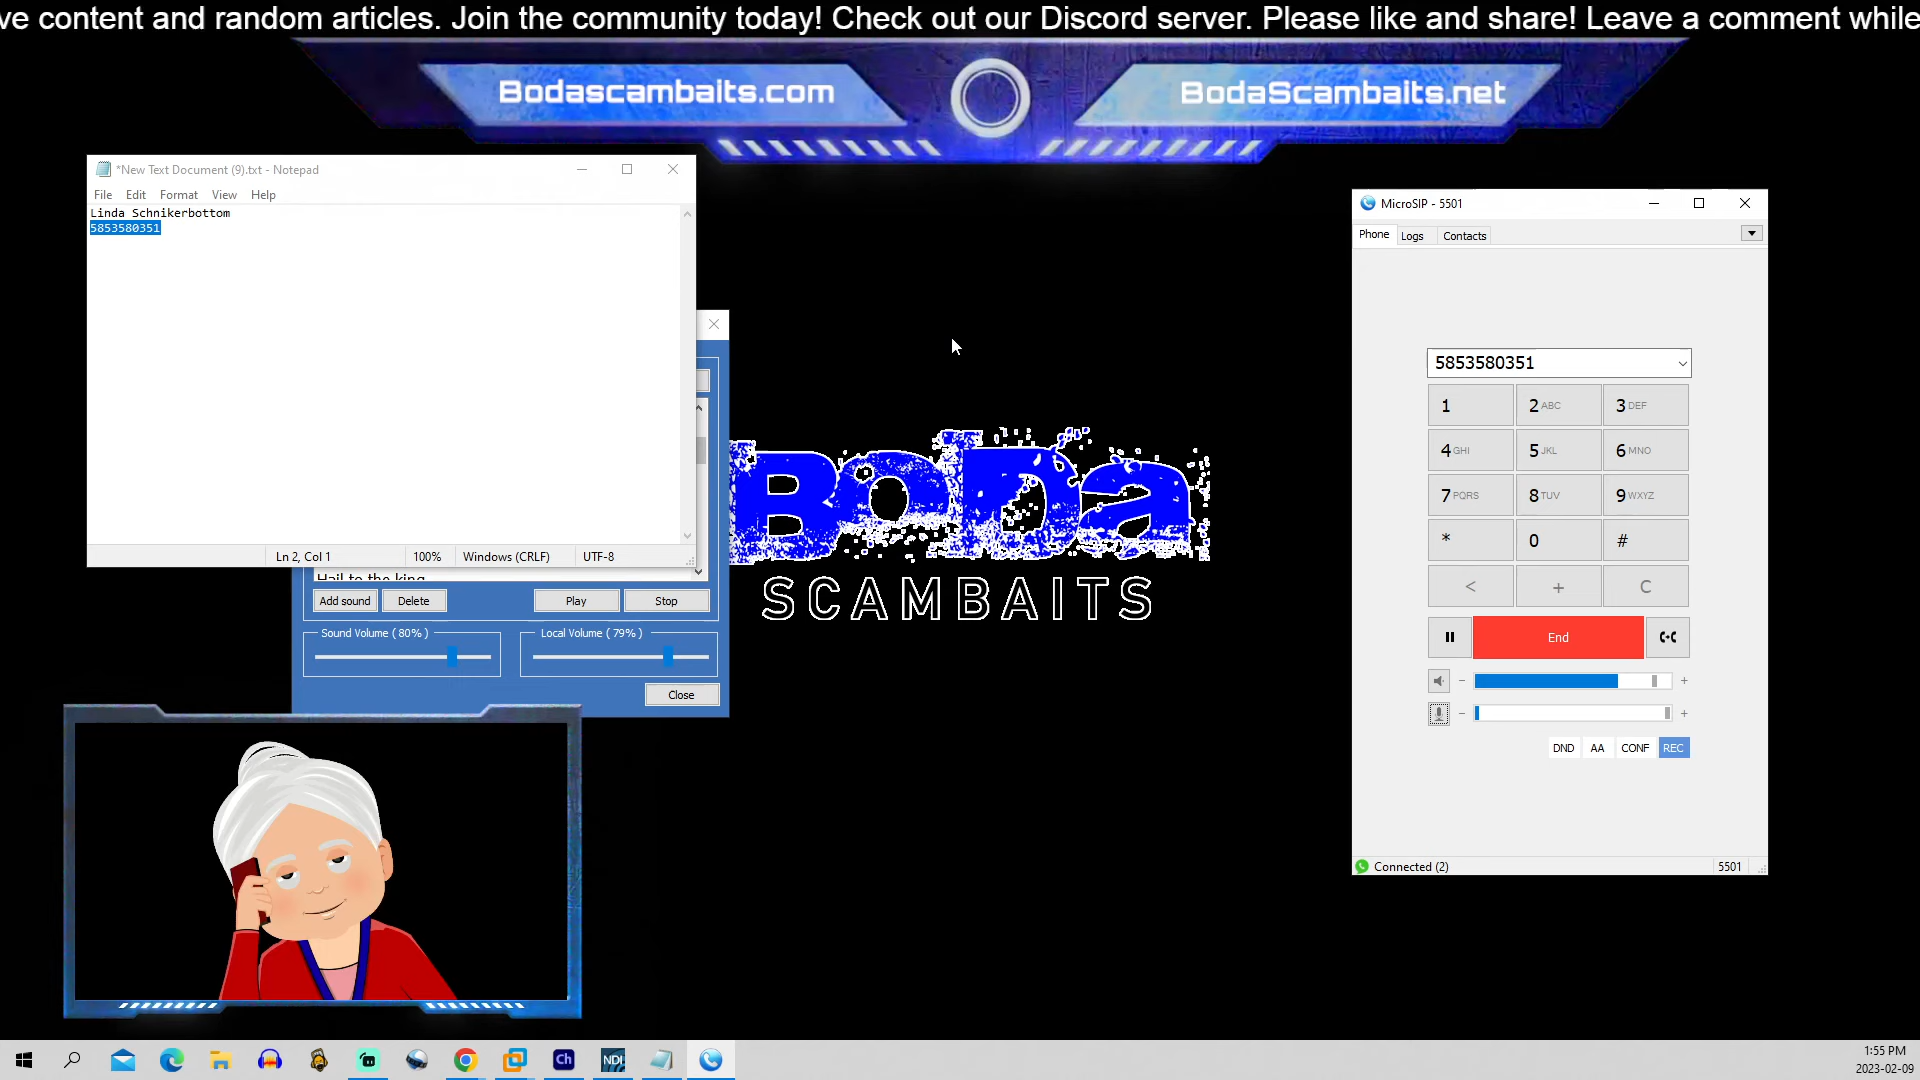 ve content and random articles. Join the community today! Check out our Discord server. Please like and share! Leave a comment while
Bodascambaits.com
BodaScambaits.net
*New Text Document (9).txt - Notepad
File Edit Format View Help
Linda Schnikerbottom
5853580351
Ln 2, Col 1 100% Windows (CRLF) UTF-8
Hail to the king
Add sound Delete Play Stop
Sound Volume ( 80% ) Local Volume ( 79% )
Close
BoDa
SCAMBAITS
MicroSIP - 5501
Phone Logs Contacts
5853580351
1 2 ABC 3 DEF
4 GHI 5 JKL 6 MNO
7 PQRS 8 TUV 9 WXYZ
* 0 #
< + C
End
- +
- +
DND AA CONF REC
Connected (2) 5501
Ch NDI
1:55 PM
2023-02-09